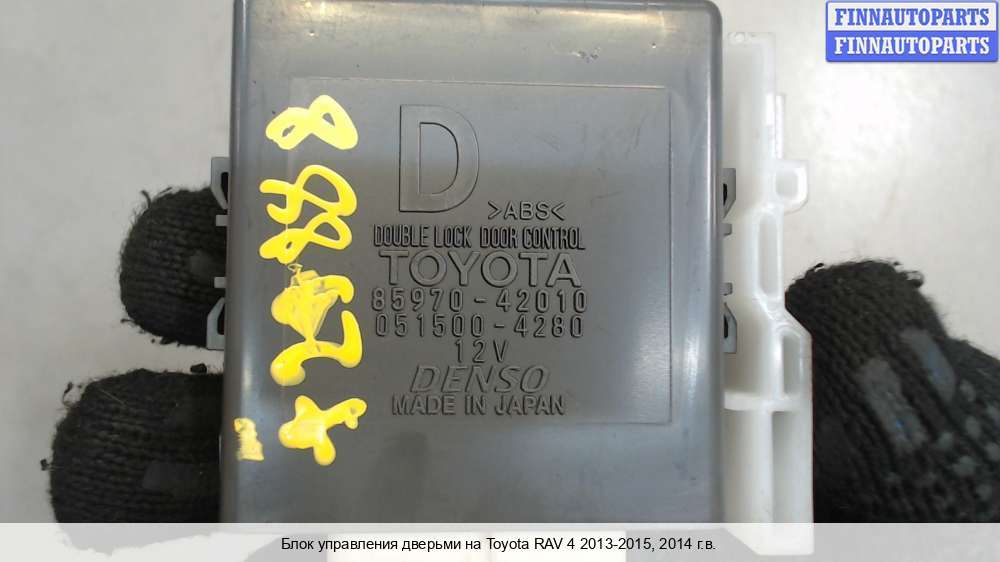 FINNAUTOPARTS
FINNAUTOPARTS
D
>ABS<
DOUBLE LOCK DOOR CONTROL
TOYOTA
85970-42010
051500-4280
12V
DENSO
MADE IN JAPAN
Блок управления дверьми на Toyota RAV 4 2013-2015, 2014 г.в.